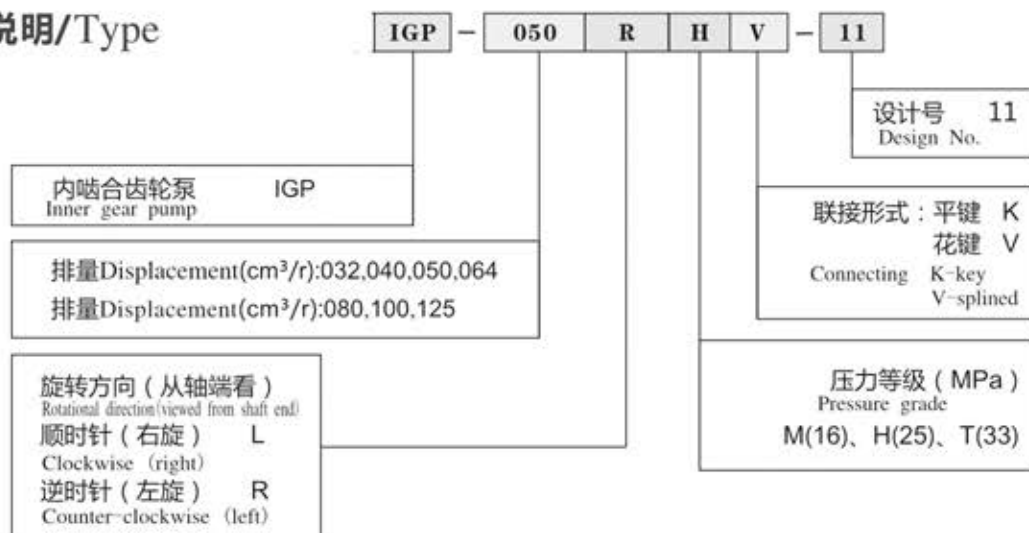 说明/Type
IGP - 050 R H V - 11
设计号 11
Design No.
内啮合齿轮泵 IGP
Inner gear pump
联接形式：平键 K
花键 V
Connecting K-key
V-splined
排量Displacement(cm³/r):032,040,050,064
排量Displacement(cm³/r):080,100,125
旋转方向（从轴端看）
Rotational direction(viewed from shaft end)
顺时针（右旋） L
Clockwise (right)
逆时针（左旋） R
Counter-clockwise (left)
压力等级（MPa）
Pressure grade
M(16)、H(25)、T(33)